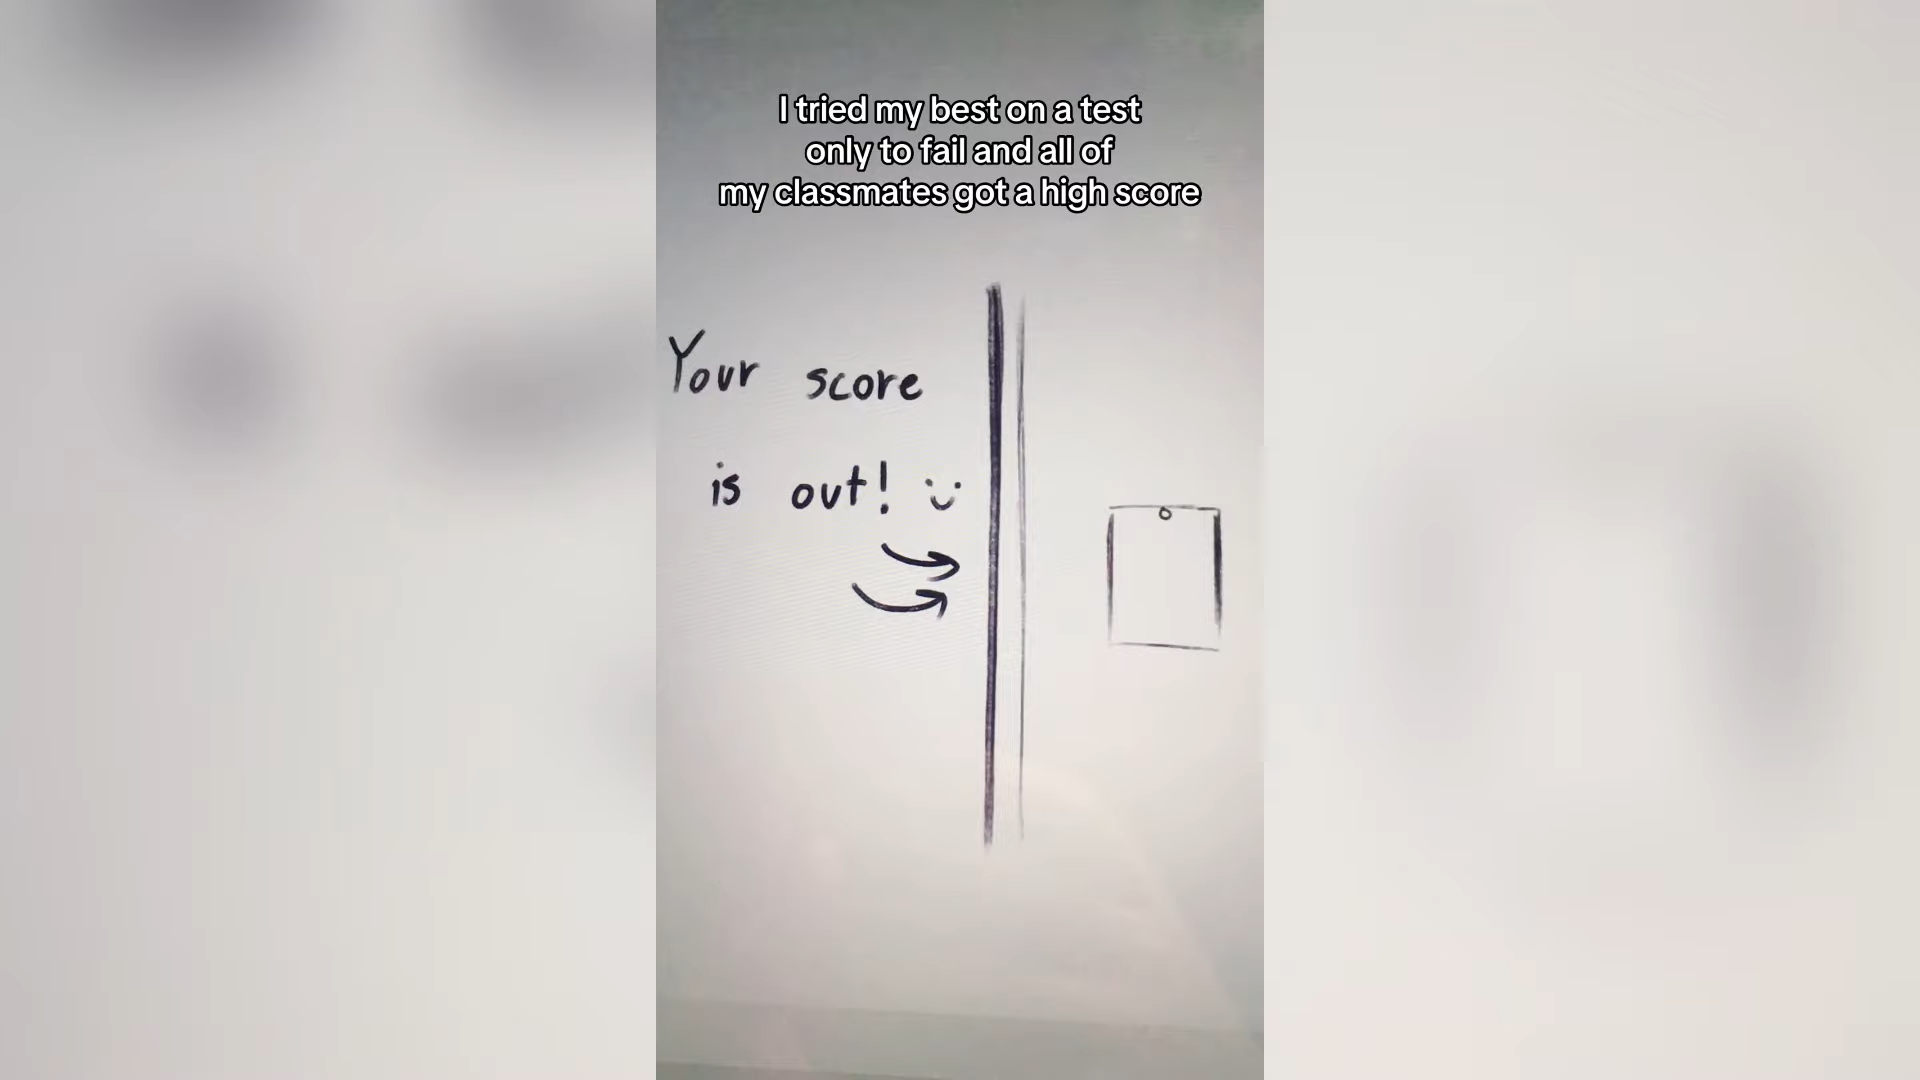 I tried my best on a test
only to fail and all of
my classmates got a high score
Your score
is out!